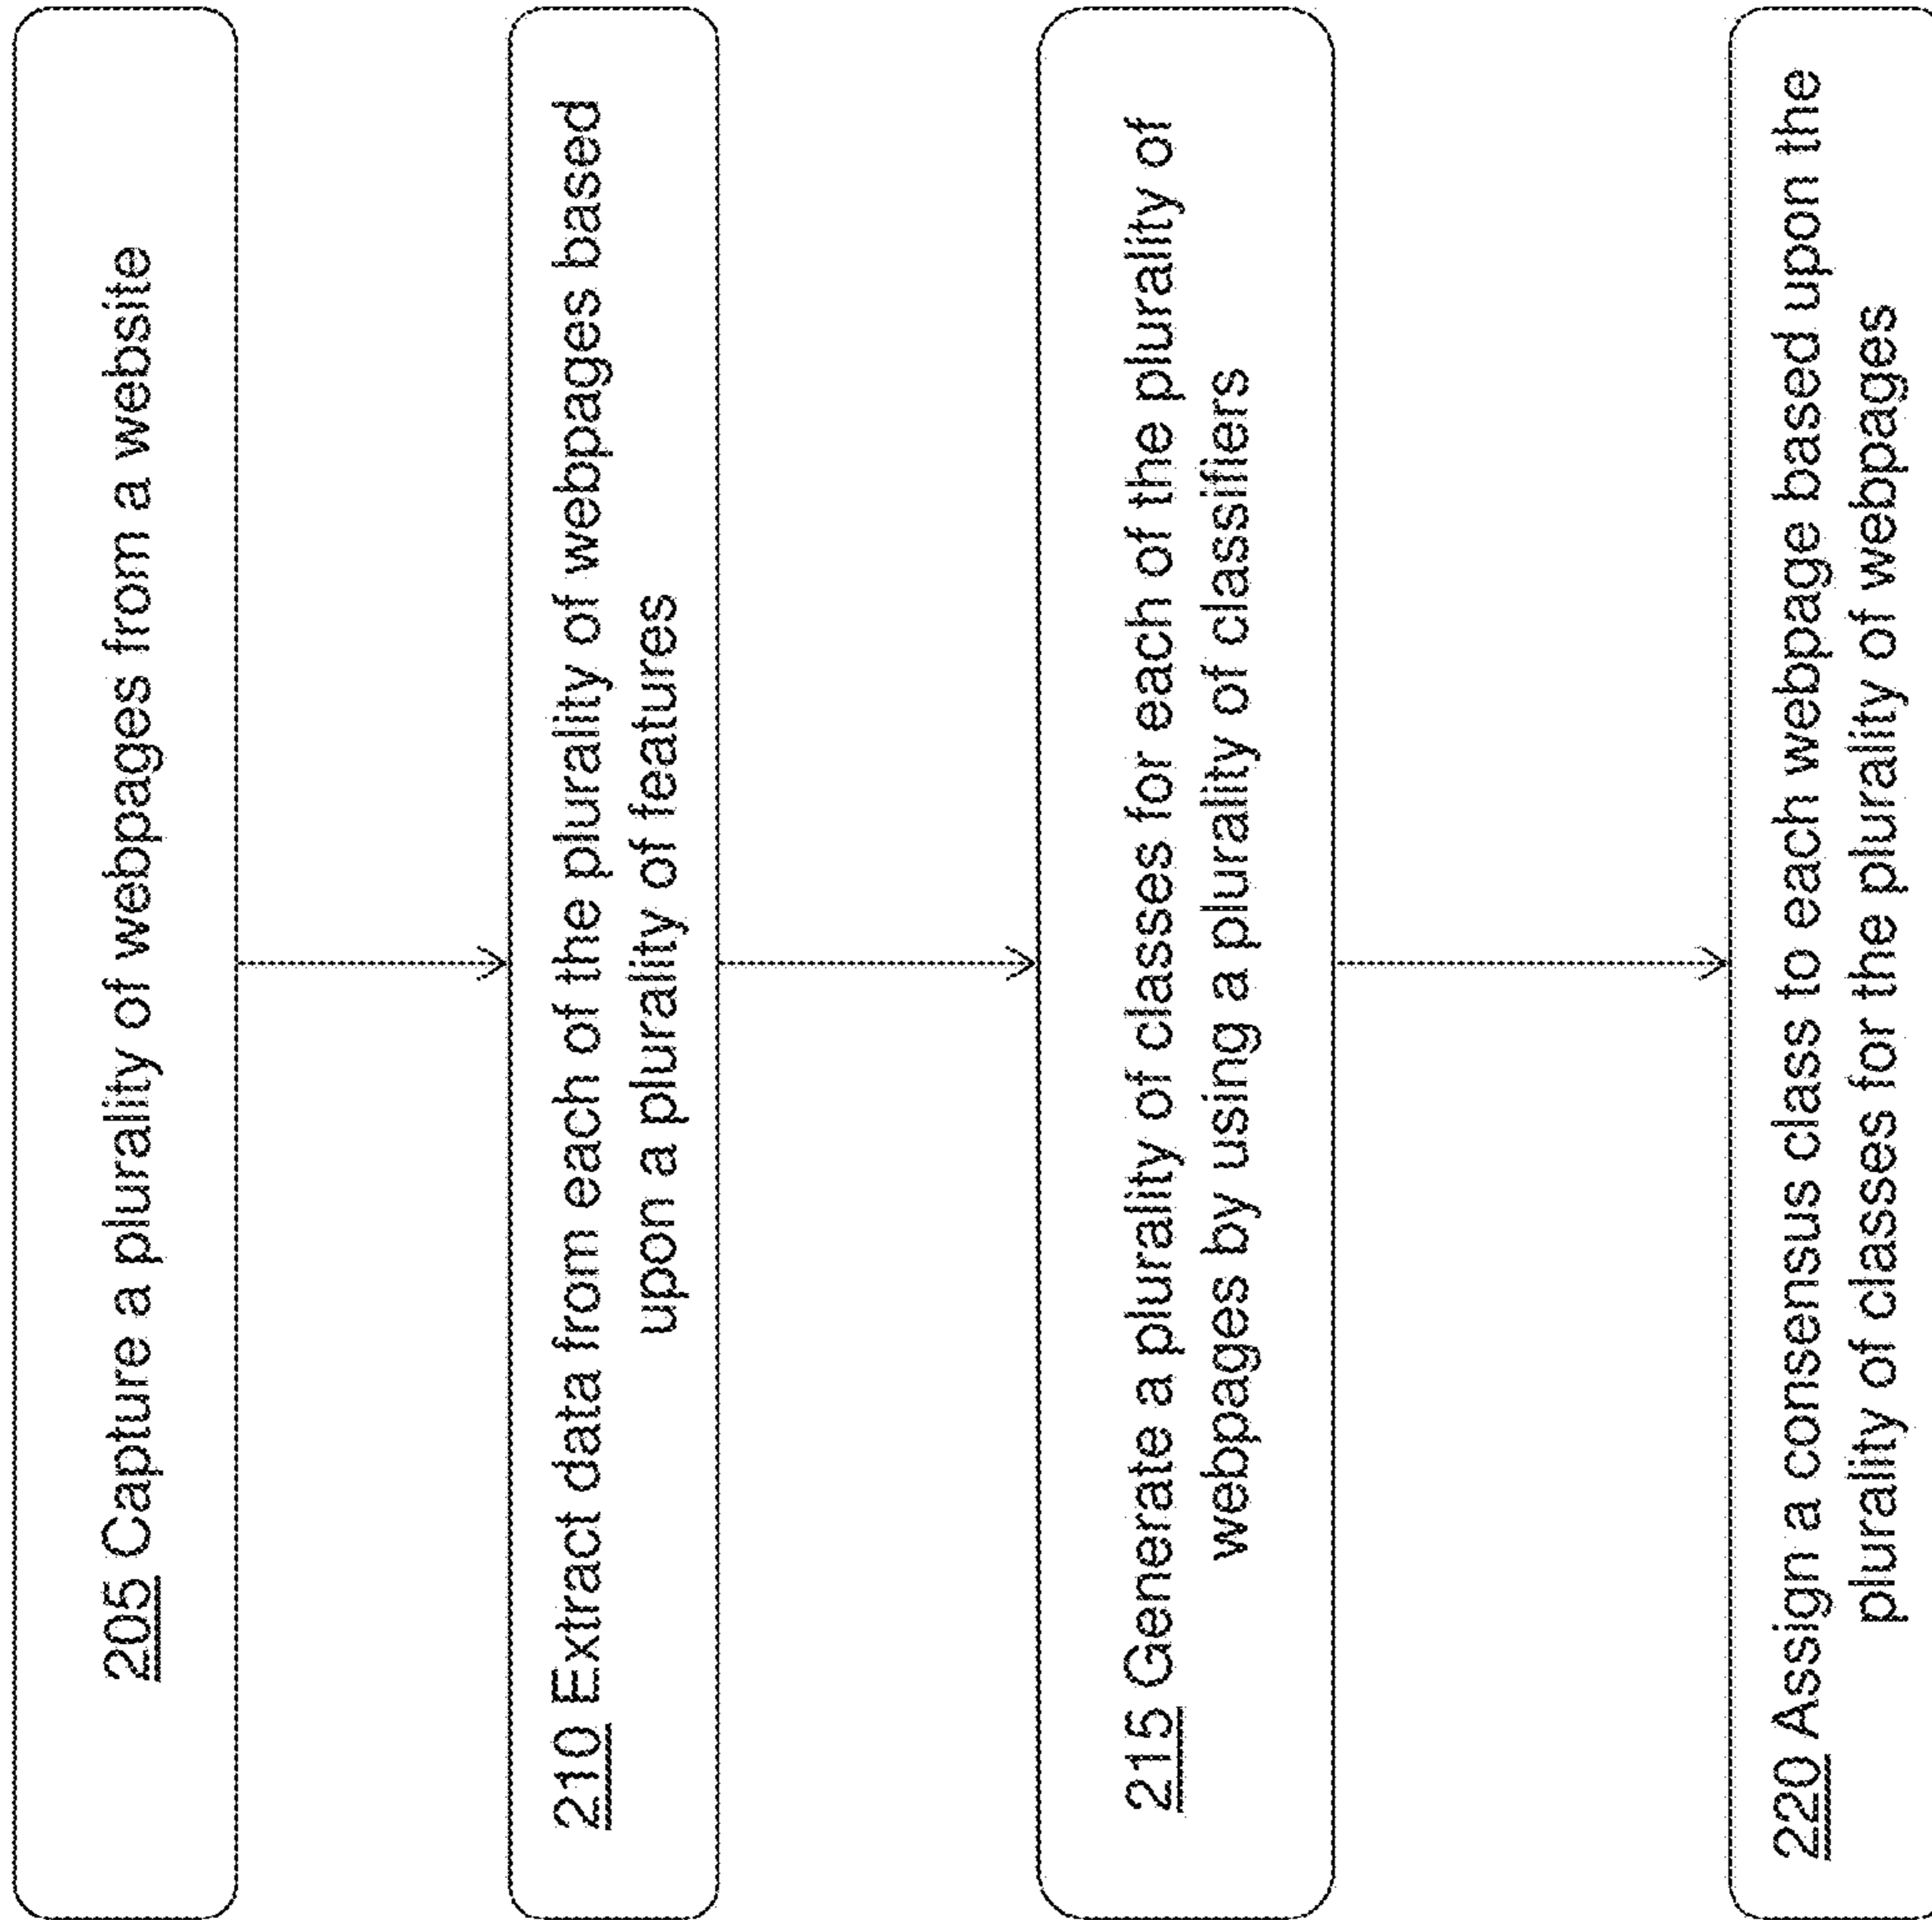 205 Capture a plurality of webpages from a website
210 Extract data from each of the plurality of webpages based
upon a plurality of features
215 Generate a plurality of classes for each of the plurality of
webpages by using a plurality of classifiers
220 Assign a consensus class to each webpage based upon the
plurality of classes for the plurality of webpages